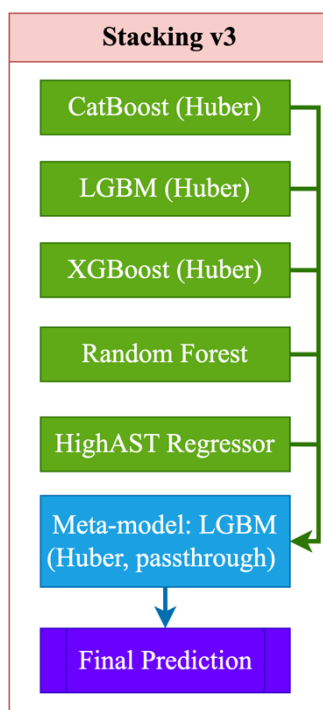 Stacking v3
CatBoost (Huber)
LGBM (Huber)
XGBoost (Huber)
Random Forest
HighAST Regressor
Meta-model: LGBM
(Huber, passthrough)
Final Prediction